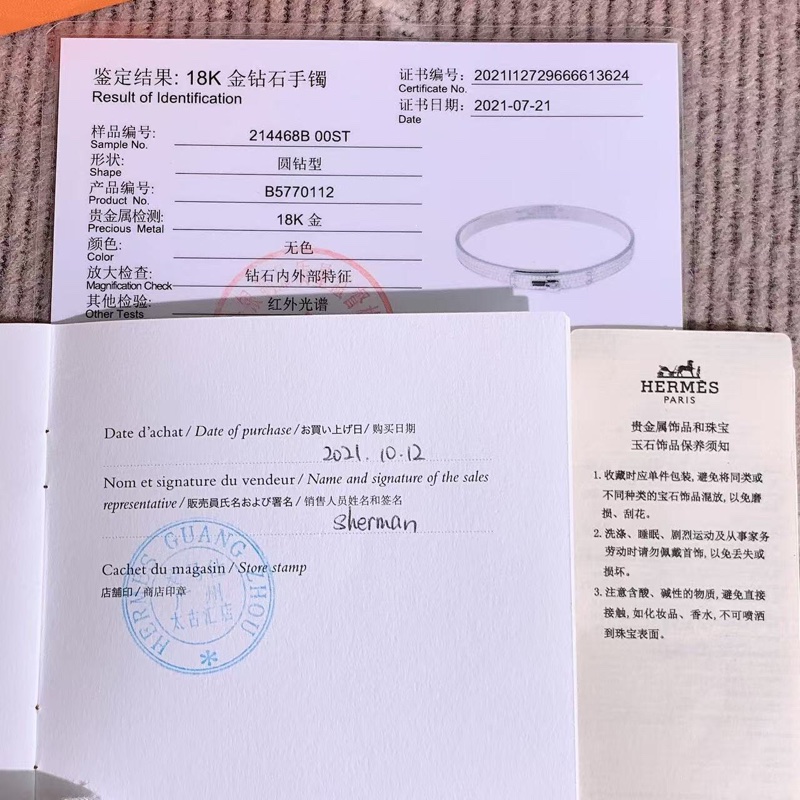 鉴定结果: 18K 金钻石手镯
Result of Identification
证书编号: 2021I12729666613624
Certificate No.
证书日期: 2021-07-21
Date
样品编号: 214468B 00ST
Sample No.
形状: 圆钻型
Shape
产品编号: B5770112
Product No.
贵金属检测: 18K 金
Precious Metal
颜色: 无色
Color
放大检查: 钻石内外部特征
Magnification Check
其他检验: 红外光谱
Other Tests
Date d'achat / Date of purchase / お買い上げ日 / 购买日期
2021. 10. 12
Nom et signature du vendeur / Name and signature of the sales
representative / 販売員氏名および署名 / 销售人员姓名和签名
sherman
Cachet du magasin / Store stamp
店舗印 / 商店印章
HERMES GUANG ZHOU
州
太古汇店
HERMÈS
PARIS
贵金属饰品和珠宝
玉石饰品保养须知
1. 收藏时应单件包装, 避免将同类或
不同种类的宝石饰品混放, 以免磨
损、刮花。
2. 洗涤、睡眠、剧烈运动及从事家务
劳动时请勿佩戴首饰, 以免丢失或
损坏。
3. 注意含酸、碱性的物质, 避免直接
接触, 如化妆品、香水, 不可喷洒
到珠宝表面。